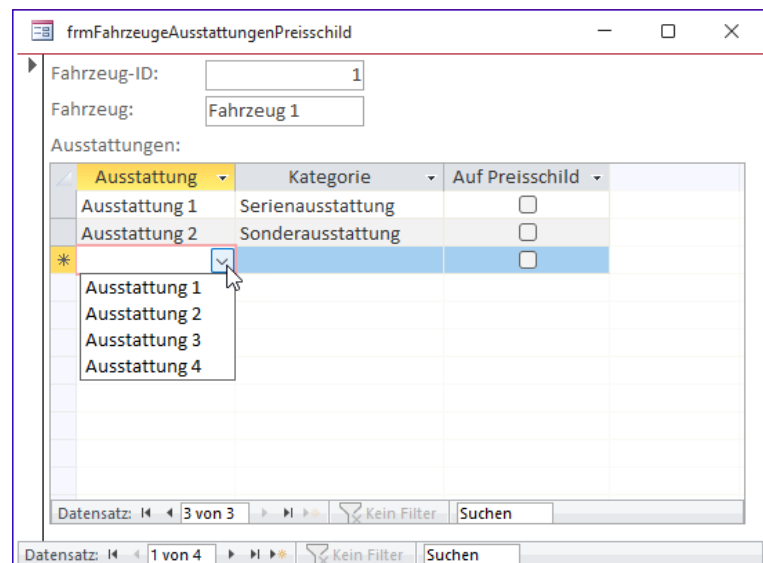 frmFahrzeugeAusstattungenPreisschild
Fahrzeug-ID: 1
Fahrzeug: Fahrzeug 1
Ausstattungen:
Ausstattung Kategorie Auf Preisschild
Ausstattung 1 Serienausstattung
Ausstattung 2 Sonderausstattung
Ausstattung 1
Ausstattung 2
Ausstattung 3
Ausstattung 4
Datensatz: 3 von 3 Kein Filter Suchen
Datensatz: 1 von 4 Kein Filter Suchen